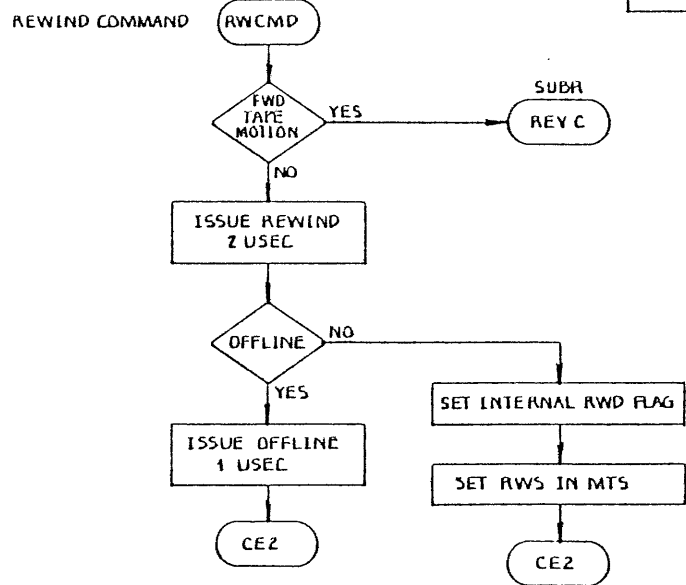 REWIND COMMAND
RWCMD
FWD
TAPE
MOTION
YES
SUBR
REV C
NO
ISSUE REWIND
2 USEC
OFFLINE
NO
YES
SET INTERNAL RWD FLAG
ISSUE OFFLINE
1 USEC
SET RWS IN MTS
CE2
CE2